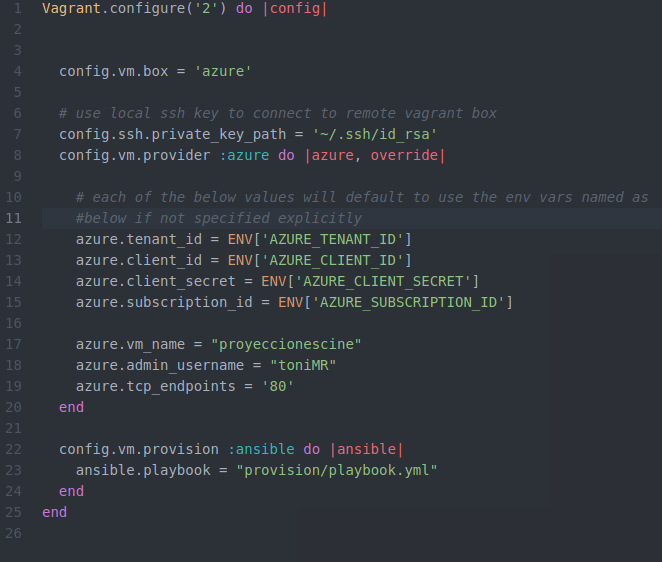 1 Vagrant.configure('2') do |config|
2
3
4 config.vm.box = 'azure'
5
6 # use local ssh key to connect to remote vagrant box
7 config.ssh.private_key_path = '~/.ssh/id_rsa'
8 config.vm.provider :azure do |azure, override|
9
10 # each of the below values will default to use the env vars named as
11 #below if not specified explicitly
12 azure.tenant_id = ENV['AZURE_TENANT_ID']
13 azure.client_id = ENV['AZURE_CLIENT_ID']
14 azure.client_secret = ENV['AZURE_CLIENT_SECRET']
15 azure.subscription_id = ENV['AZURE_SUBSCRIPTION_ID']
16
17 azure.vm_name = "proyeccionescine"
18 azure.admin_username = "toniMR"
19 azure.tcp_endpoints = '80'
20 end
21
22 config.vm.provision :ansible do |ansible|
23 ansible.playbook = "provision/playbook.yml"
24 end
25 end
26